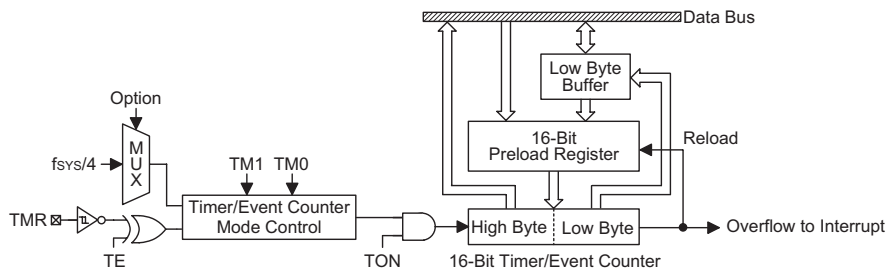 Data Bus
Low Byte
Buffer
Option
MUX
fSYS/4
TM1 TM0
16-Bit
Preload Register
Reload
TMR
Timer/Event Counter
Mode Control
High Byte
Low Byte
Overflow to Interrupt
TE
TON
16-Bit Timer/Event Counter